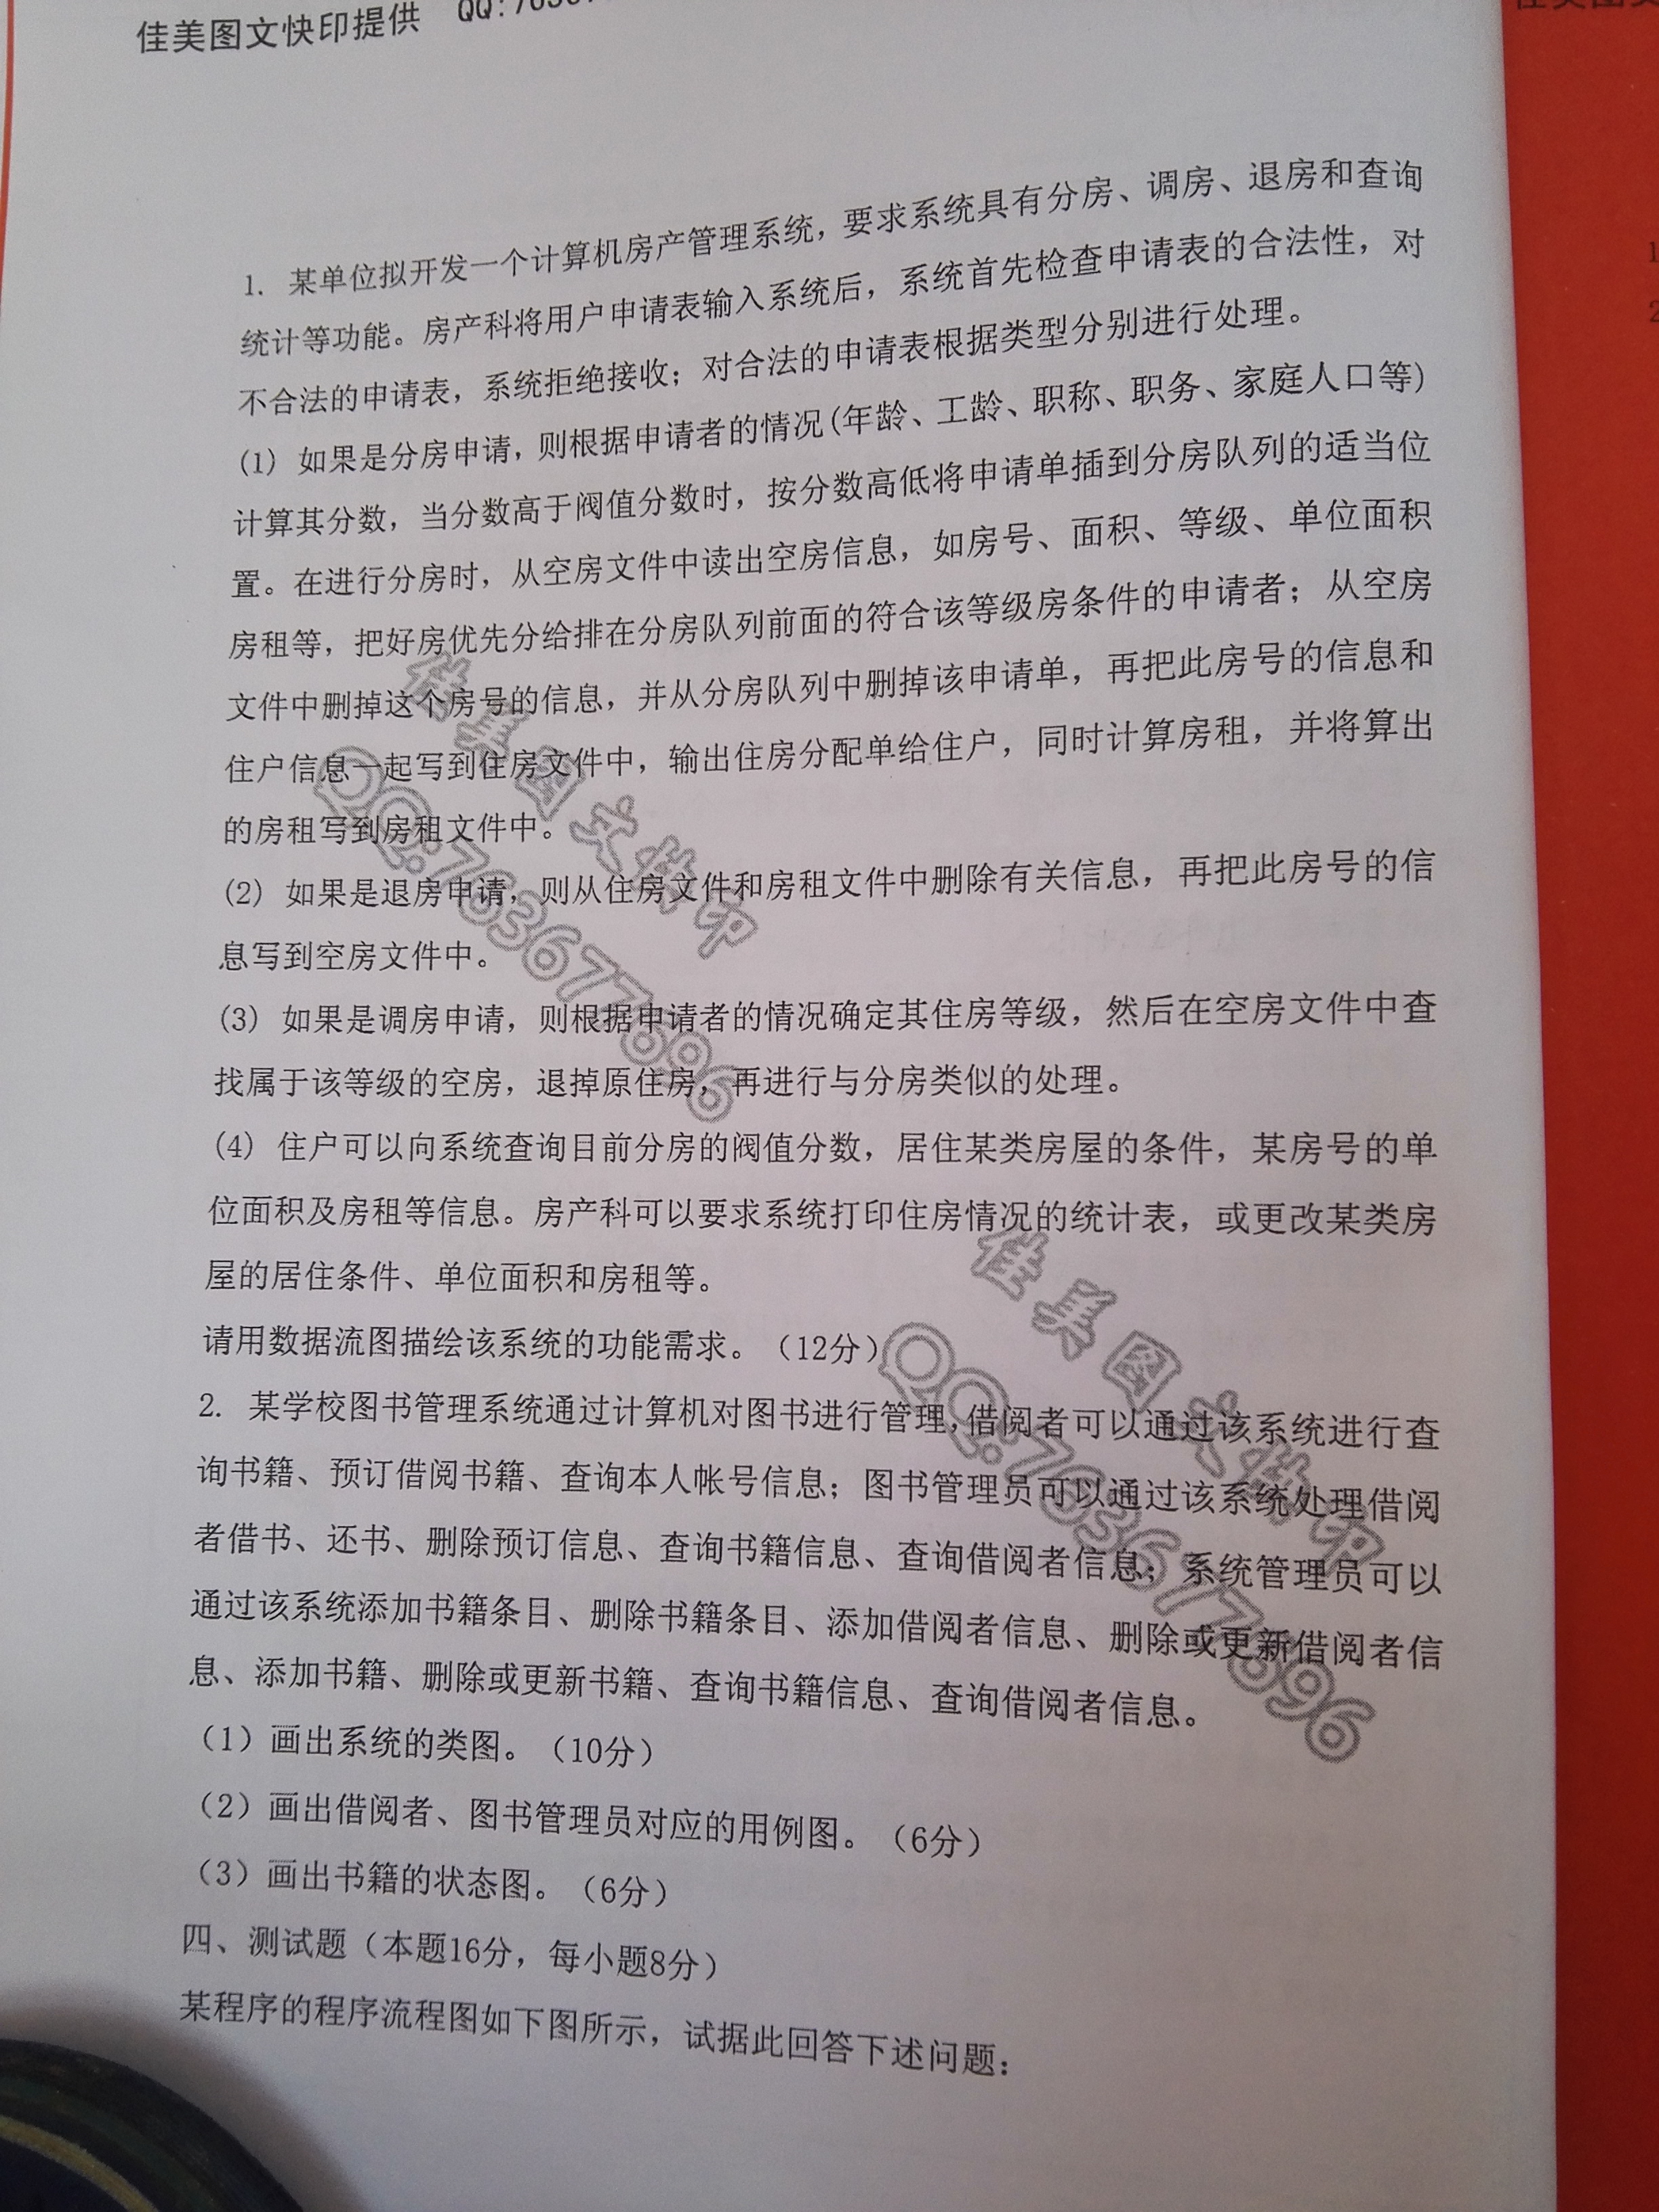 佳美图文快印提供
1. 某单位拟开发一个计算机房产管理系统，要求系统具有分房、调房、退房和查询
统计等功能。房产科将用户申请表输入系统后，系统首先检查申请表的合法性，对
不合法的申请表，系统拒绝接收；对合法的申请表根据类型分别进行处理。
(1) 如果是分房申请，则根据申请者的情况(年龄、工龄、职称、职务、家庭人口等)
计算其分数，当分数高于阀值分数时，按分数高低将申请单插到分房队列的适当位
置。在进行分房时，从空房文件中读出空房信息，如房号、面积、等级、单位面积
房租等，把好房优先分给排在分房队列前面的符合该等级房条件的申请者；从空房
文件中删掉这个房号的信息，并从分房队列中删掉该申请单，再把此房号的信息和
住户信息一起写到住房文件中，输出住房分配单给住户，同时计算房租，并将算出
的房租写到房租文件中。
(2) 如果是退房申请，则从住房文件和房租文件中删除有关信息，再把此房号的信
息写到空房文件中。
(3) 如果是调房申请，则根据申请者的情况确定其住房等级，然后在空房文件中查
找属于该等级的空房，退掉原住房，再进行与分房类似的处理。
(4) 住户可以向系统查询目前分房的阀值分数，居住某类房屋的条件，某房号的单
位面积及房租等信息。房产科可以要求系统打印住房情况的统计表，或更改某类房
屋的居住条件、单位面积和房租等。
请用数据流图描绘该系统的功能需求。（12分）
2. 某学校图书管理系统通过计算机对图书进行管理,借阅者可以通过该系统进行查
询书籍、预订借阅书籍、查询本人帐号信息；图书管理员可以通过该系统处理借阅
者借书、还书、删除预订信息、查询书籍信息、查询借阅者信息；系统管理员可以
通过该系统添加书籍条目、删除书籍条目、添加借阅者信息、删除或更新借阅者信
息、添加书籍、删除或更新书籍、查询书籍信息、查询借阅者信息。
（1）画出系统的类图。（10分）
（2）画出借阅者、图书管理员对应的用例图。（6分）
（3）画出书籍的状态图。（6分）
四、测试题（本题16分，每小题8分）
某程序的程序流程图如下图所示，试据此回答下述问题：
佳美图文快印
QQ:763677696
佳美图文快印
QQ:763677696